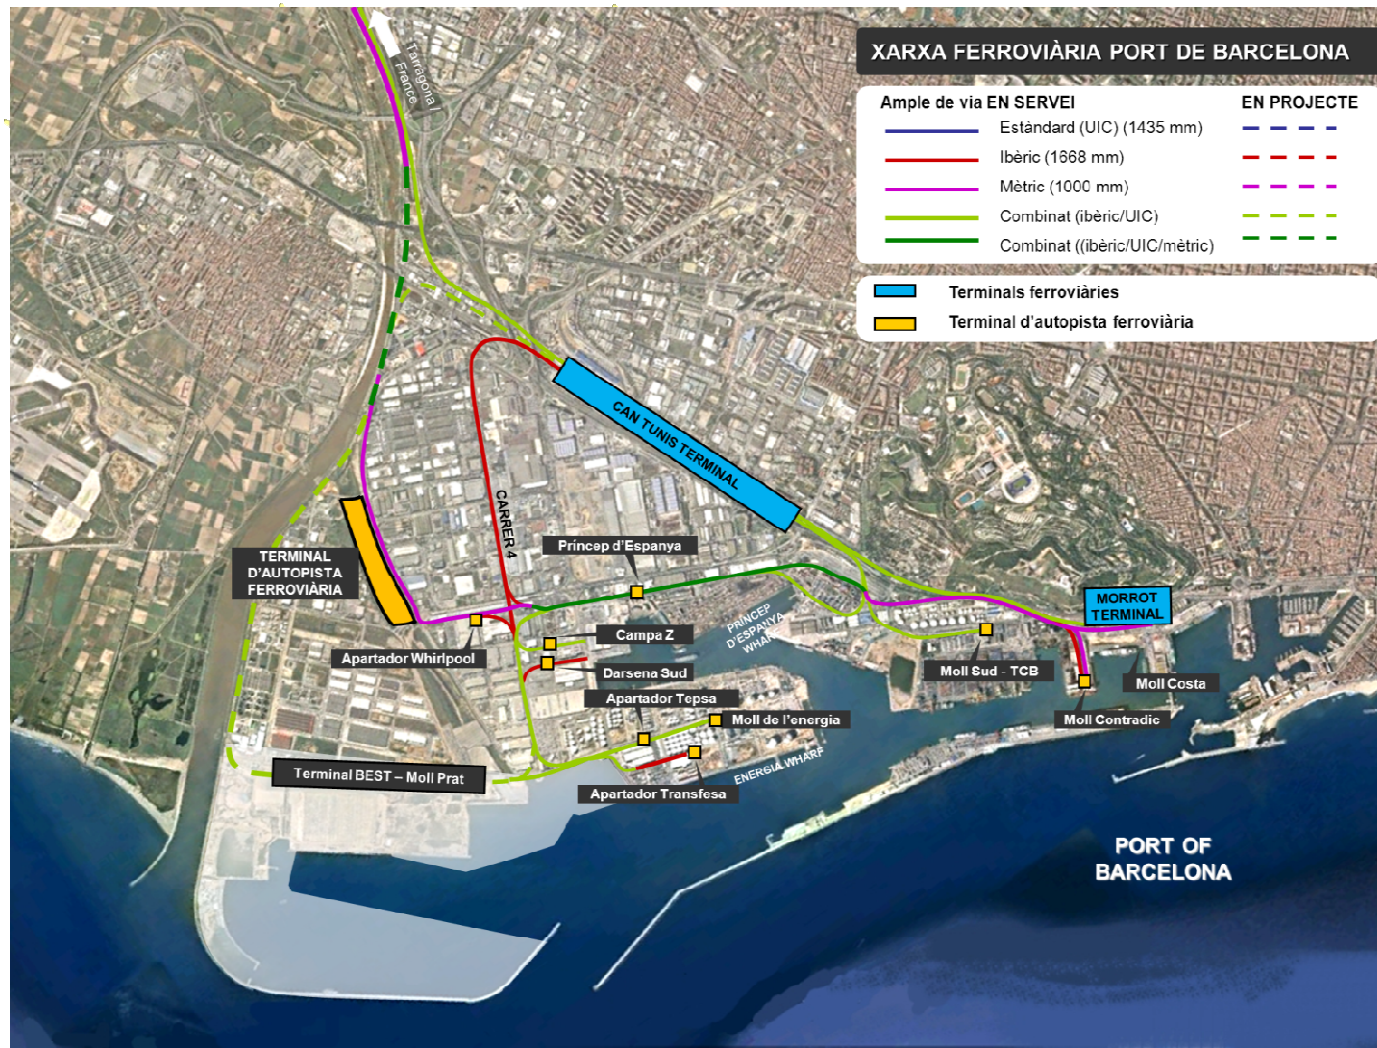 XARXA FERROVIÀRIA PORT DE BARCELONA
Ample de via EN SERVEI
EN PROJECTE
Estàndard (UIC) (1435 mm)
Ibèric (1668 mm)
Mètric (1000 mm)
Combinat (ibèric/UIC)
Combinat ((ibèric/UIC/mètric)
Terminals ferroviàries
Terminal d'autopista ferroviària
Tarragona /
France
CAN TUNIS TERMINAL
CARRER 4
Príncep d'Espanya
TERMINAL
D'AUTOPISTA
FERROVIÀRIA
MORROT
TERMINAL
PRÍNCEP
D'ESPANYA
WHARF
Campa Z
Apartador Whirlpool
Darsena Sud
Moll Sud - TCB
Moll Costa
Apartador Tepsa
Moll de l'energia
Moll Contradic
ENERGIA WHARF
Terminal BEST – Moll Prat
Apartador Transfesa
PORT OF
BARCELONA